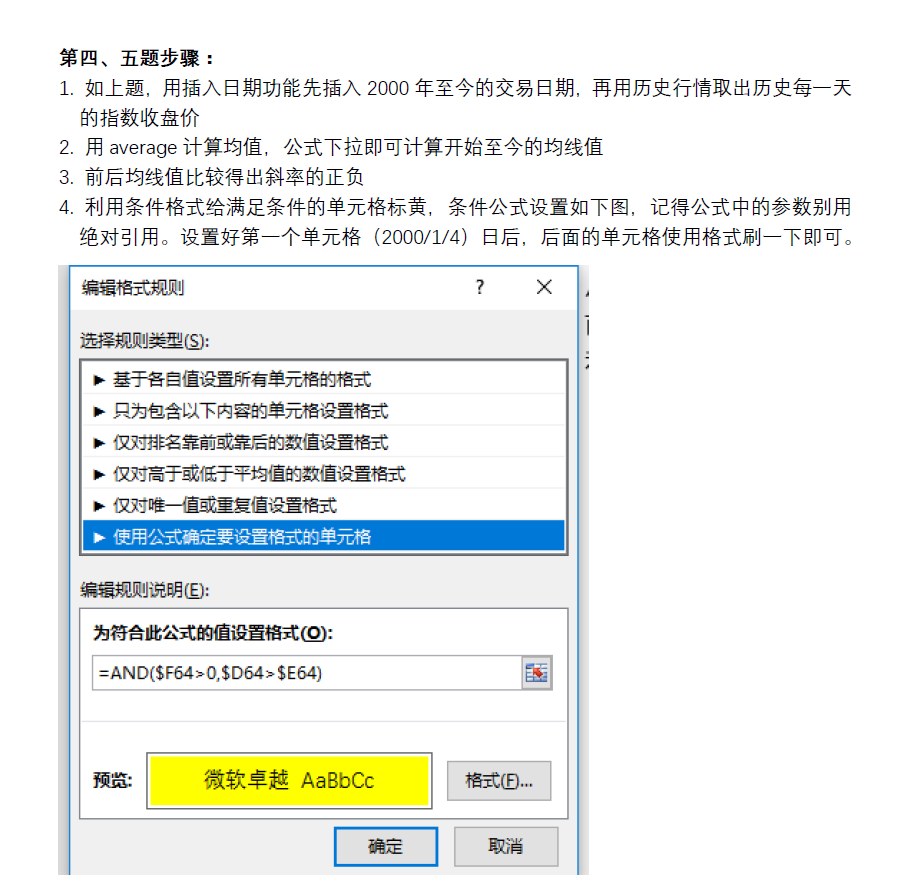 第四、五题步骤：
1. 如上题，用插入日期功能先插入 2000 年至今的交易日期，再用历史行情取出历史每一天
的指数收盘价
2. 用 average 计算均值，公式下拉即可计算开始至今的均线值
3. 前后均线值比较得出斜率的正负
4. 利用条件格式给满足条件的单元格标黄，条件公式设置如下图，记得公式中的参数别用
绝对引用。设置好第一个单元格（2000/1/4）日后，后面的单元格使用格式刷一下即可。
编辑格式规则 ?
选择规则类型(S):
► 基于各自值设置所有单元格的格式
► 只为包含以下内容的单元格设置格式
► 仅对排名靠前或靠后的数值设置格式
► 仅对高于或低于平均值的数值设置格式
► 仅对唯一值或重复值设置格式
► 使用公式确定要设置格式的单元格
编辑规则说明(E):
为符合此公式的值设置格式(O):
=AND($F64>0,$D64>$E64)
预览: 微软卓越 AaBbCc 格式(F)...
确定 取消